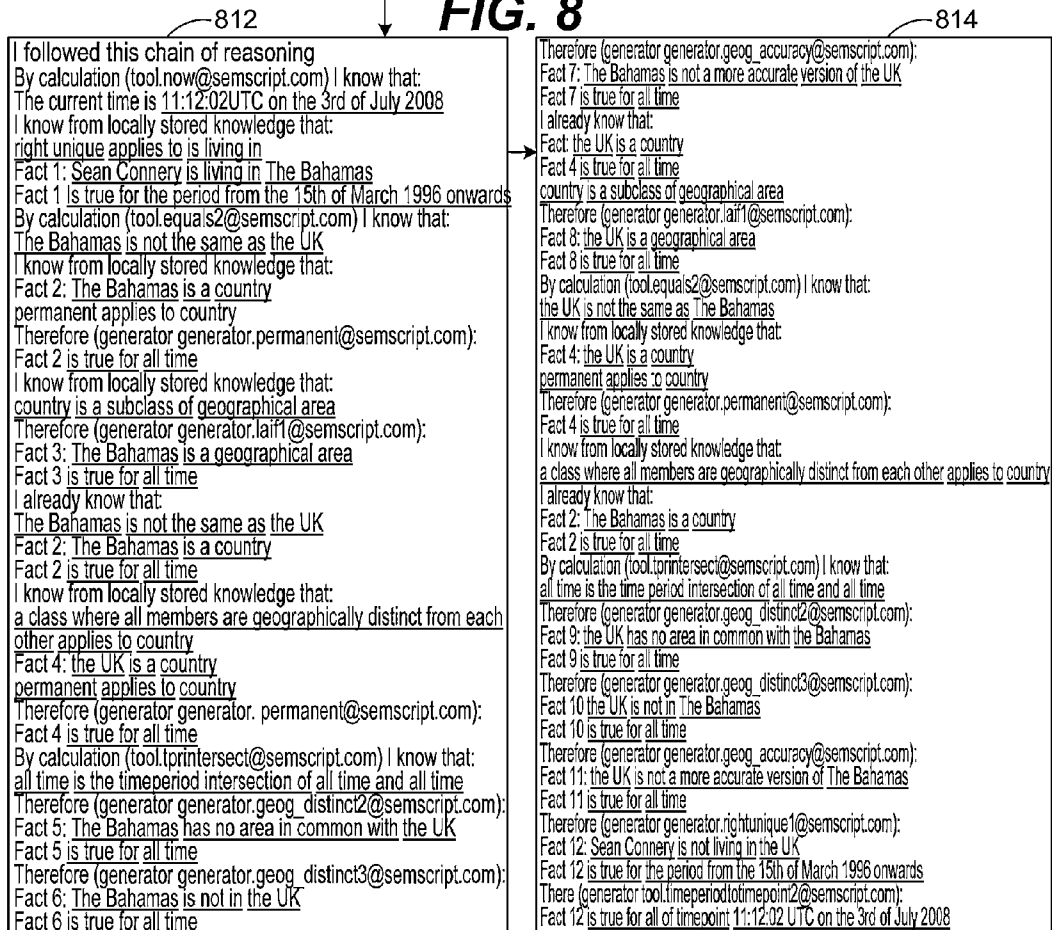 FIG. 8
812
I followed this chain of reasoning
By calculation (tool.now@semscript.com) I know that:
The current time is 11:12:02UTC on the 3rd of July 2008
I know from locally stored knowledge that:
right unique applies to is living in
Fact 1: Sean Connery is living in The Bahamas
Fact 1 Is true for the period from the 15th of March 1996 onwards
By calculation (tool.equals2@semscript.com) I know that:
The Bahamas is not the same as the UK
I know from locally stored knowledge that:
Fact 2: The Bahamas is a country
permanent applies to country
Therefore (generator generator.permanent@semscript.com):
Fact 2 is true for all time
I know from locally stored knowledge that:
country is a subclass of geographical area
Therefore (generator generator.laif1@semscript.com):
Fact 3: The Bahamas is a geographical area
Fact 3 is true for all time
I already know that:
The Bahamas is not the same as the UK
Fact 2: The Bahamas is a country
Fact 2 is true for all time
I know from locally stored knowledge that:
a class where all members are geographically distinct from each
other applies to country
Fact 4: the UK is a country
permanent applies to country
Therefore (generator generator. permanent@semscript.com):
Fact 4 is true for all time
By calculation (tool.tprintersect@semscript.com) I know that:
all time is the timeperiod intersection of all time and all time
Therefore (generator generator.geog_distinct2@semscript.com):
Fact 5: The Bahamas has no area in common with the UK
Fact 5 is true for all time
Therefore (generator generator.geog_distinct3@semscript.com):
Fact 6: The Bahamas is not in the UK
Fact 6 is true for all time
814
Therefore (generator generator.geog_accuracy@semscript.com):
Fact 7: The Bahamas is not a more accurate version of the UK
Fact 7 is true for all time
I already know that:
Fact: the UK is a country
Fact 4 is true for all time
country is a subclass of geographical area
Therefore (generator generator.laif1@semscript.com):
Fact 8: the UK is a geographical area
Fact 8 is true for all time
By calculation (tool.equals2@semscript.com) I know that:
the UK is not the same as The Bahamas
I know from locally stored knowledge that:
Fact 4: the UK is a country
permanent applies to country
Therefore (generator generator.permanent@semscript.com):
Fact 4 is true for all time
I know from locally stored knowledge that:
a class where all members are geographically distinct from each other applies to country
I already know that:
Fact 2: The Bahamas is a country
Fact 2 is true for all time
By calculation (tool.tprintersect@semscript.com) I know that:
all time is the time period intersection of all time and all time
Therefore (generator generator.geog_distinct2@semscript.com):
Fact 9: the UK has no area in common with the Bahamas
Fact 9 is true for all time
Therefore (generator generator.geog_distinct3@semscript.com):
Fact 10 the UK is not in The Bahamas
Fact 10 is true for all time
Therefore (generator generator.geog_accuracy@semscript.com):
Fact 11: the UK is not a more accurate version of The Bahamas
Fact 11 is true for all time
Therefore (generator generator.rightunique1@semscript.com):
Fact 12: Sean Connery is not living in the UK
Fact 12 is true for the period from the 15th of March 1996 onwards
There (generator tool.timeperiodtotimepoint2@semscript.com):
Fact 12 is true for all of timepoint 11:12:02 UTC on the 3rd of July 2008